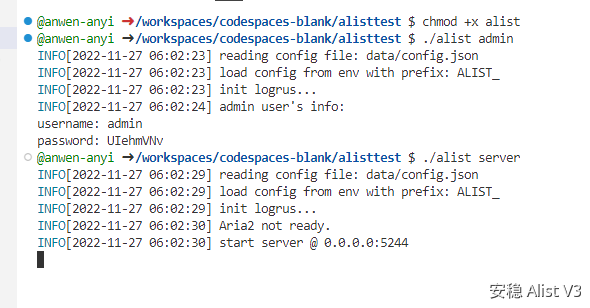 @anwen-anyi ➜/workspaces/codespaces-blank/alisttest $ chmod +x alist
@anwen-anyi ➜/workspaces/codespaces-blank/alisttest $ ./alist admin
INFO[2022-11-27 06:02:23] reading config file: data/config.json
INFO[2022-11-27 06:02:23] load config from env with prefix: ALIST_
INFO[2022-11-27 06:02:23] init logrus...
INFO[2022-11-27 06:02:24] admin user's info:
username: admin
password: UIehmVNv
@anwen-anyi ➜/workspaces/codespaces-blank/alisttest $ ./alist server
INFO[2022-11-27 06:02:29] reading config file: data/config.json
INFO[2022-11-27 06:02:29] load config from env with prefix: ALIST_
INFO[2022-11-27 06:02:29] init logrus...
INFO[2022-11-27 06:02:30] Aria2 not ready.
INFO[2022-11-27 06:02:30] start server @ 0.0.0.0:5244
安稳 Alist V3